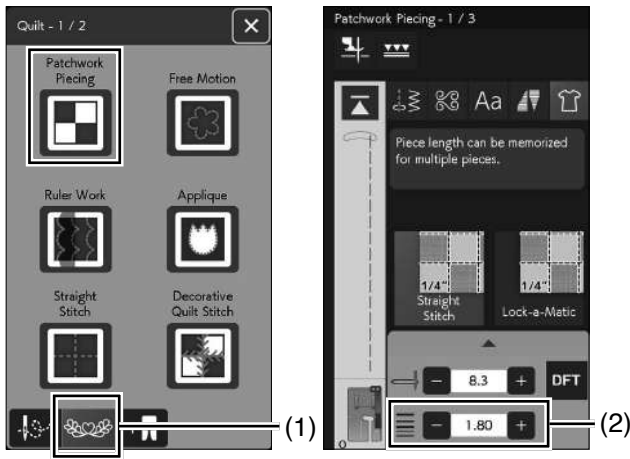 Quilt - 1 / 2
Patchwork
Piecing
Free Motion
Ruler Work
Applique
Straight
Stitch
Decorative
Quilt Stitch
(1)
Patchwork Piecing - 1 / 3
Aa
Piece length can be memorized
for multiple pieces.
1/4"
Straight
Stitch
1/4"
Lock-a-Matic
− 8.3 + DFT
− 1.80 +
(2)